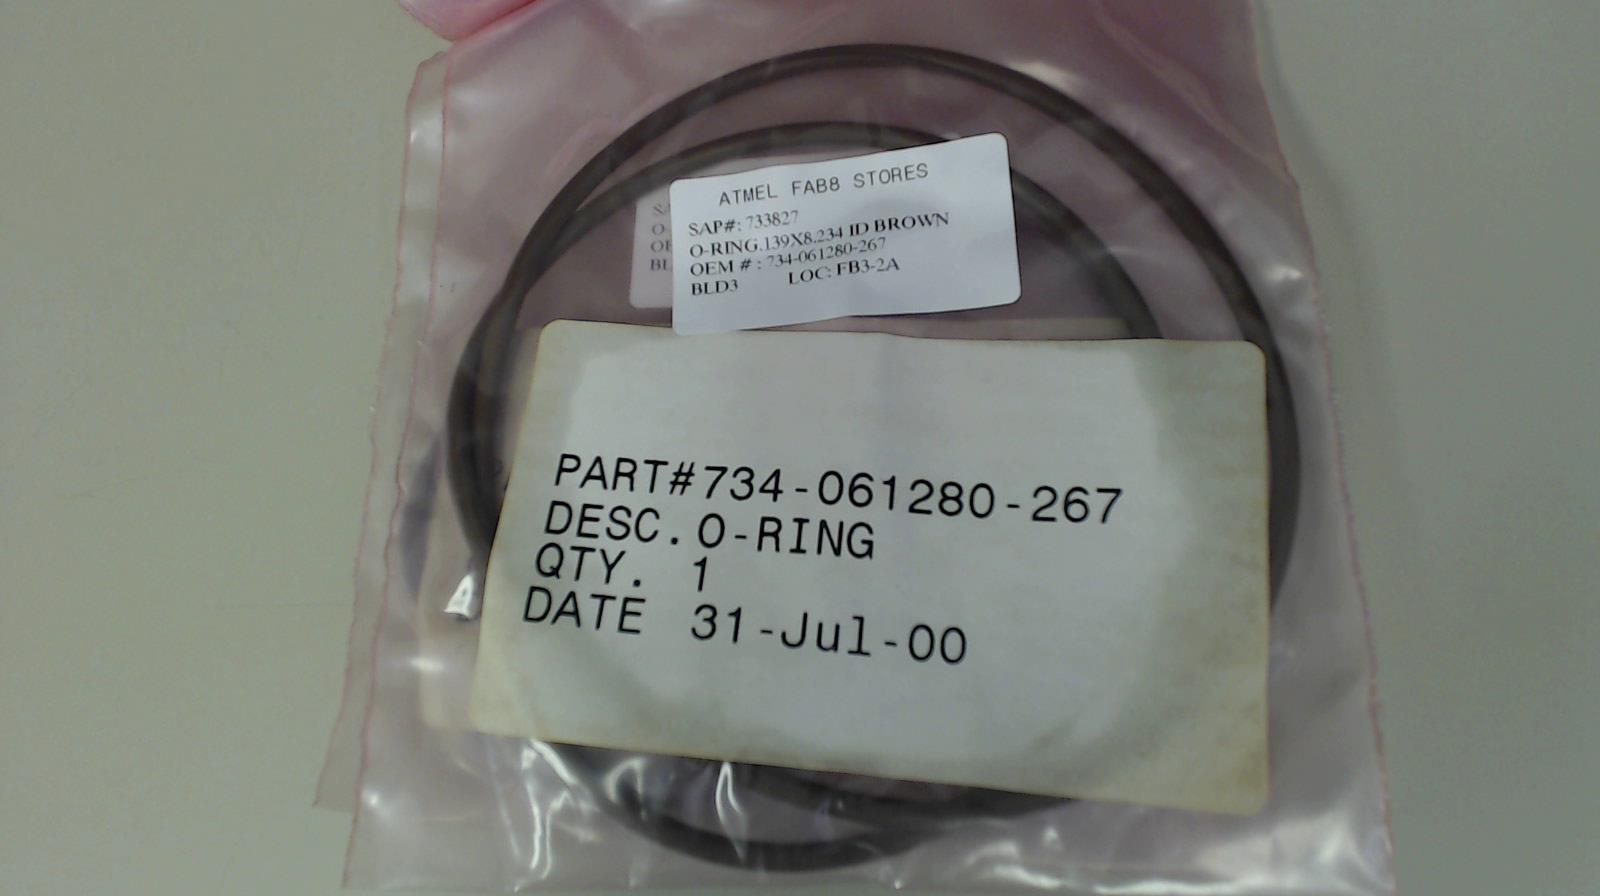 ATMEL FAB8 STORES
SAP#: 733827
O-RING.139X8.234 ID BROWN
OEM # : 734-061280-267
BLD3 LOC: FB3-2A
PART#734-061280-267
DESC.O-RING
QTY. 1
DATE 31-Jul-00